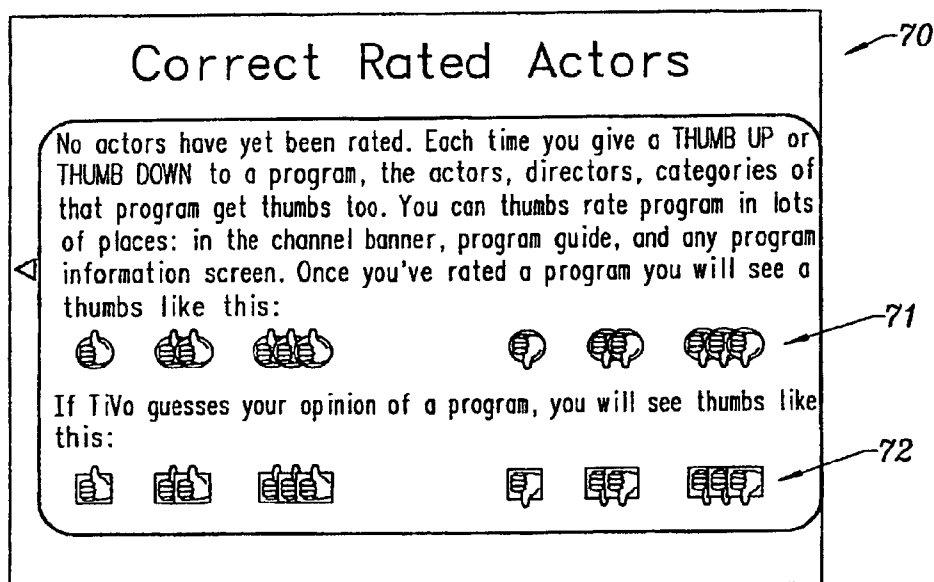 70
Correct Rated Actors
No actors have yet been rated. Each time you give a THUMB UP or
THUMB DOWN to a program, the actors, directors, categories of
that program get thumbs too. You can thumbs rate program in lots
of places: in the channel banner, program guide, and any program
information screen. Once you've rated a program you will see a
thumbs like this:
71
If TiVo guesses your opinion of a program, you will see thumbs like
this:
72